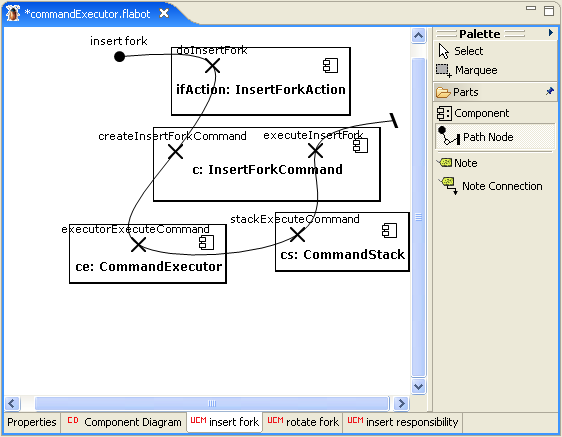 *commandExecutor.flabot
insert fork
doInsertFork
ifAction: InsertForkAction
createInsertForkCommand
executeInsertFork
c: InsertForkCommand
executorExecuteCommand
stackExecuteCommand
ce: CommandExecutor
cs: CommandStack
Palette
Select
Marquee
Parts
Component
Path Node
Note
Note Connection
Properties CD Component Diagram UCM insert fork UCM rotate fork UCM insert responsibility